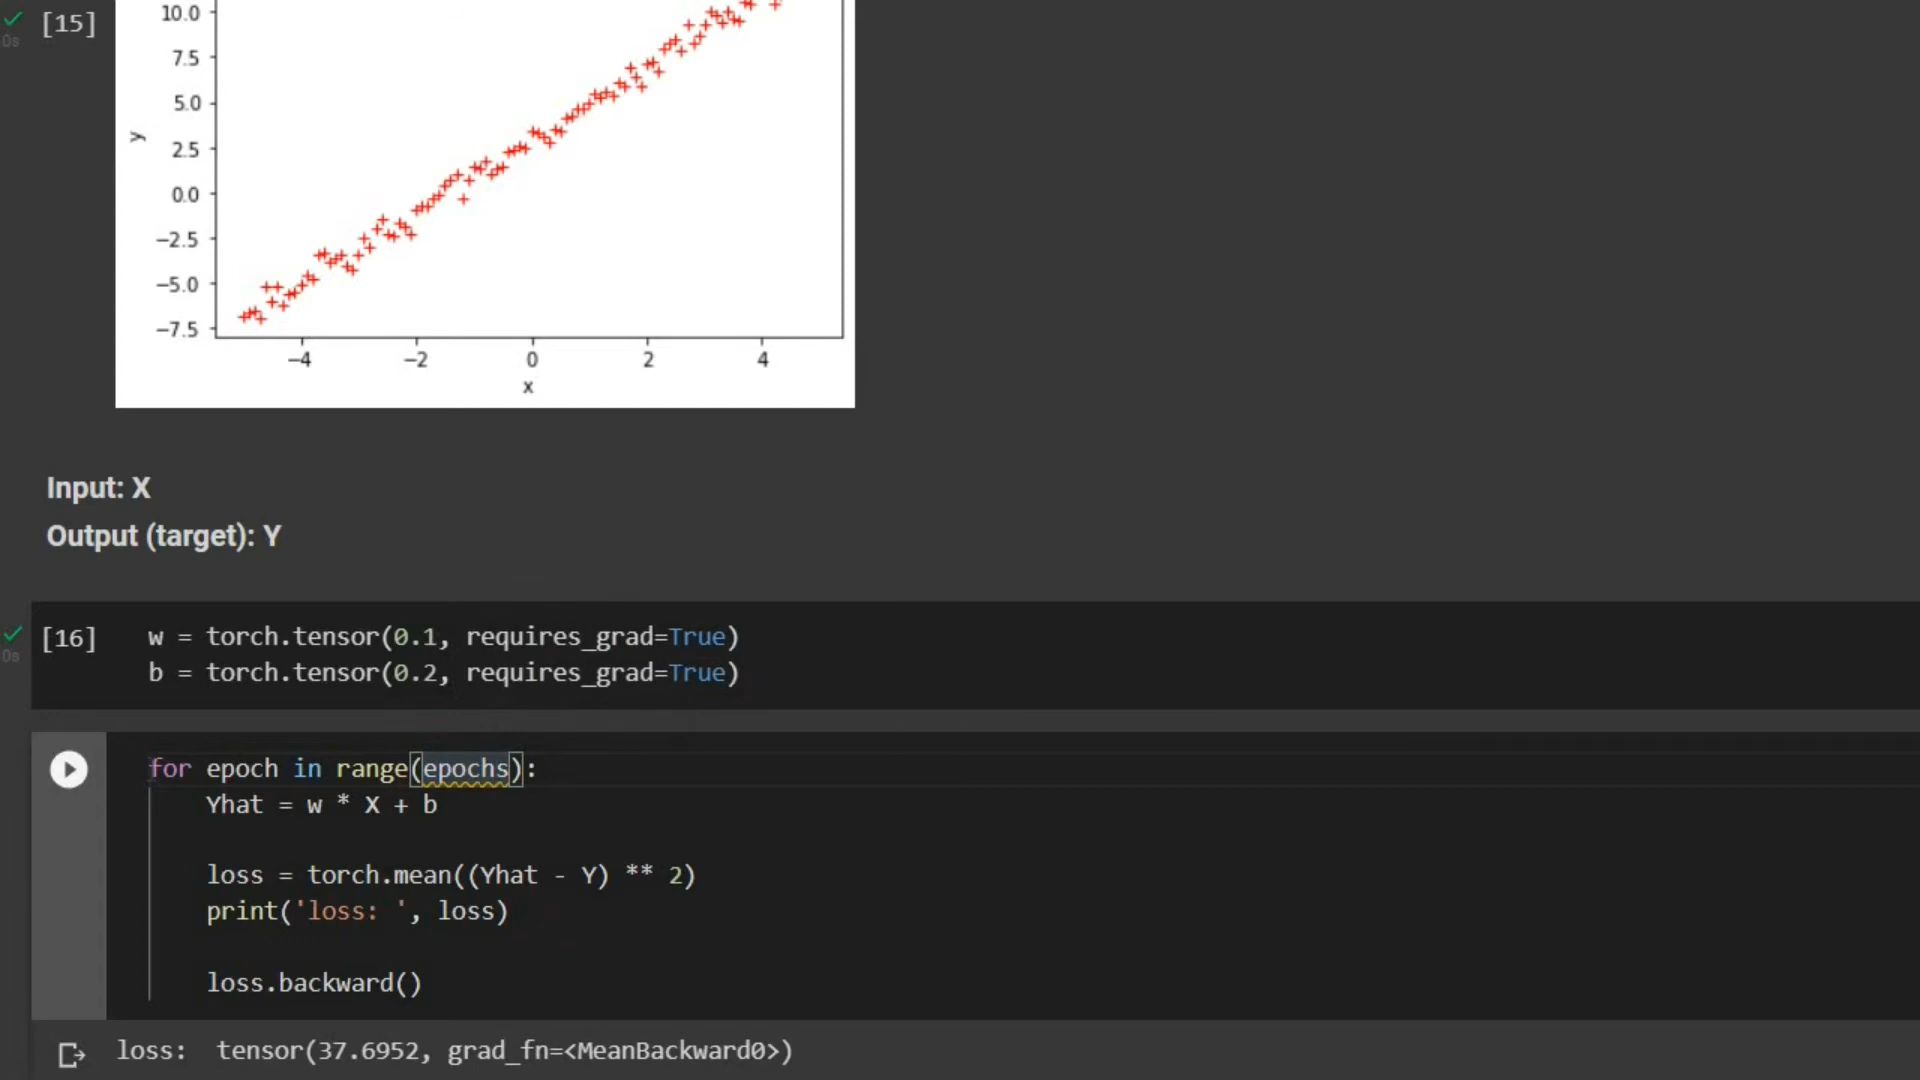 [15]
0s
10.0
7.5
5.0
2.5
0.0
−2.5
−5.0
−7.5
y
−4 −2 0 2 4
x
Input: X
Output (target): Y
[16]
0s
w = torch.tensor(0.1, requires_grad=True)
b = torch.tensor(0.2, requires_grad=True)
for epoch in range(epochs):
Yhat = w * X + b
loss = torch.mean((Yhat - Y) ** 2)
print('loss: ', loss)
loss.backward()
loss:  tensor(37.6952, grad_fn=<MeanBackward0>)